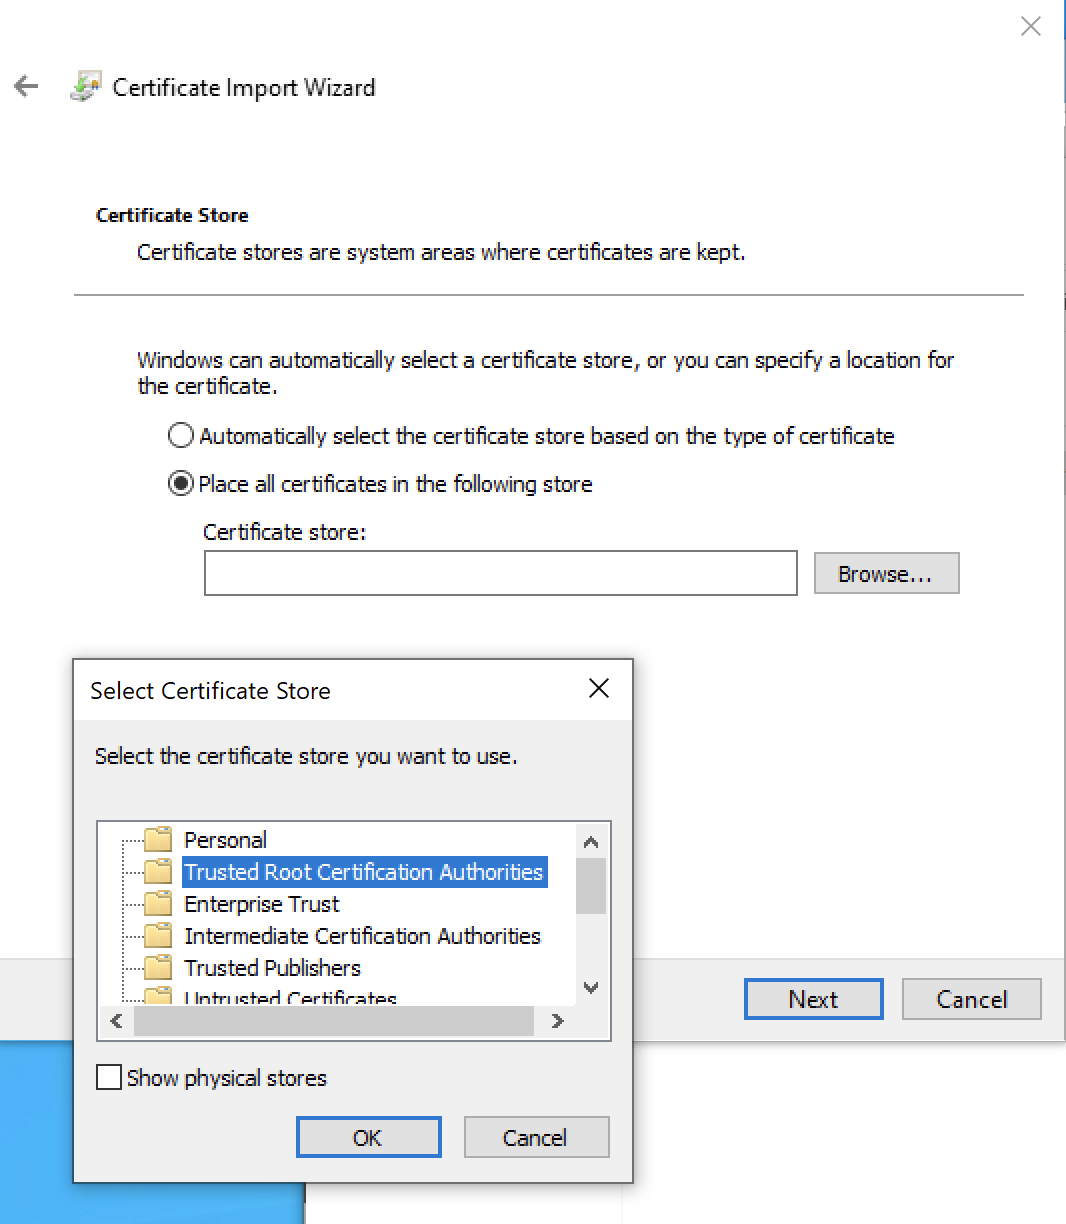 Certificate Import Wizard
Certificate Store
Certificate stores are system areas where certificates are kept.
Windows can automatically select a certificate store, or you can specify a location for
the certificate.
Automatically select the certificate store based on the type of certificate
Place all certificates in the following store
Certificate store:
Browse...
Select Certificate Store
Select the certificate store you want to use.
Personal
Trusted Root Certification Authorities
Enterprise Trust
Intermediate Certification Authorities
Trusted Publishers
Untrusted Certificates
Next
Cancel
Show physical stores
OK
Cancel